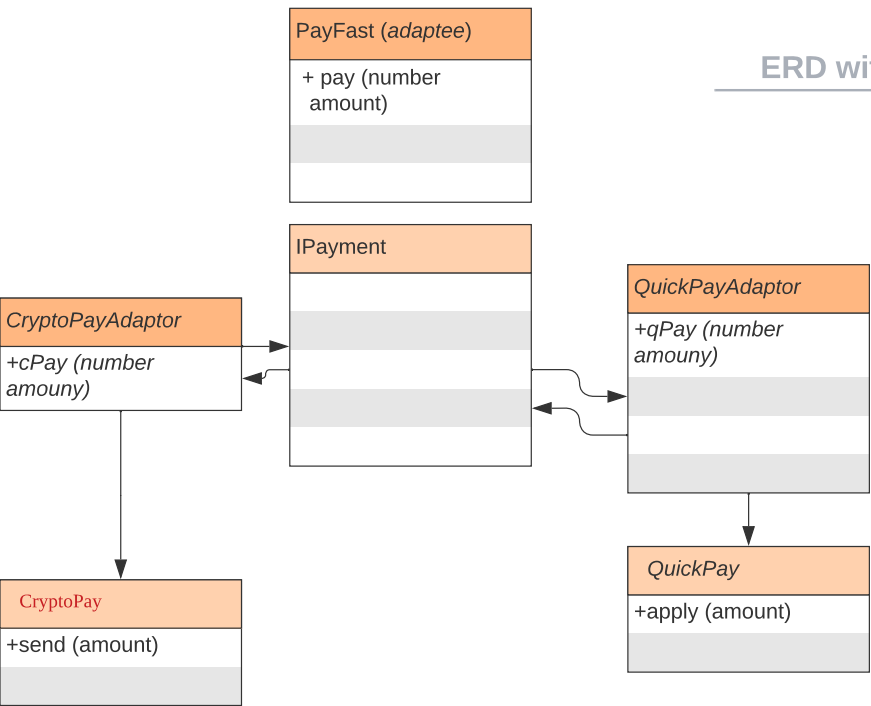 PayFast (adaptee)
+ pay (number
amount)
ERD wi
IPayment
CryptoPayAdaptor
+cPay (number
amouny)
QuickPayAdaptor
+qPay (number
amouny)
CryptoPay
+send (amount)
QuickPay
+apply (amount)